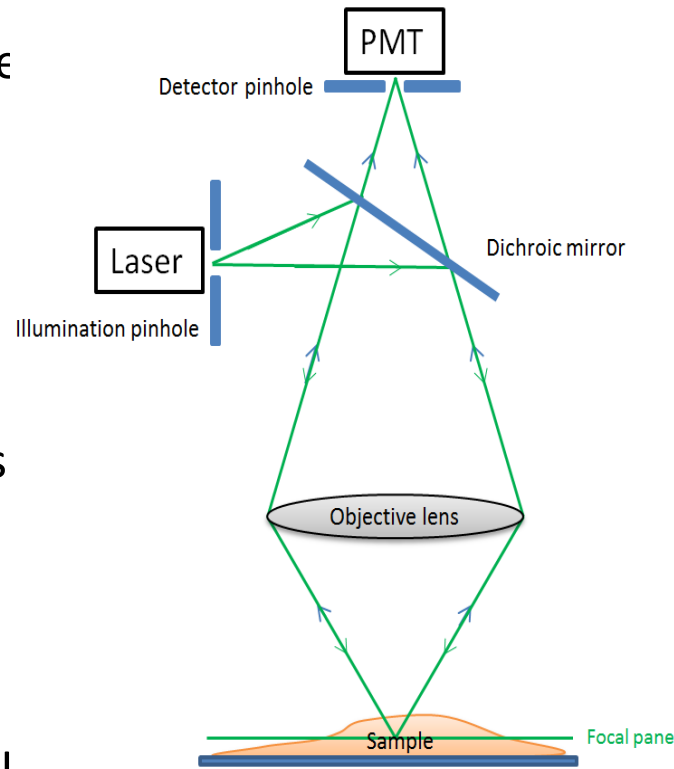 PMT
Detector pinhole
Dichroic mirror
Laser
Illumination pinhole
Objective lens
Focal pane
Sample